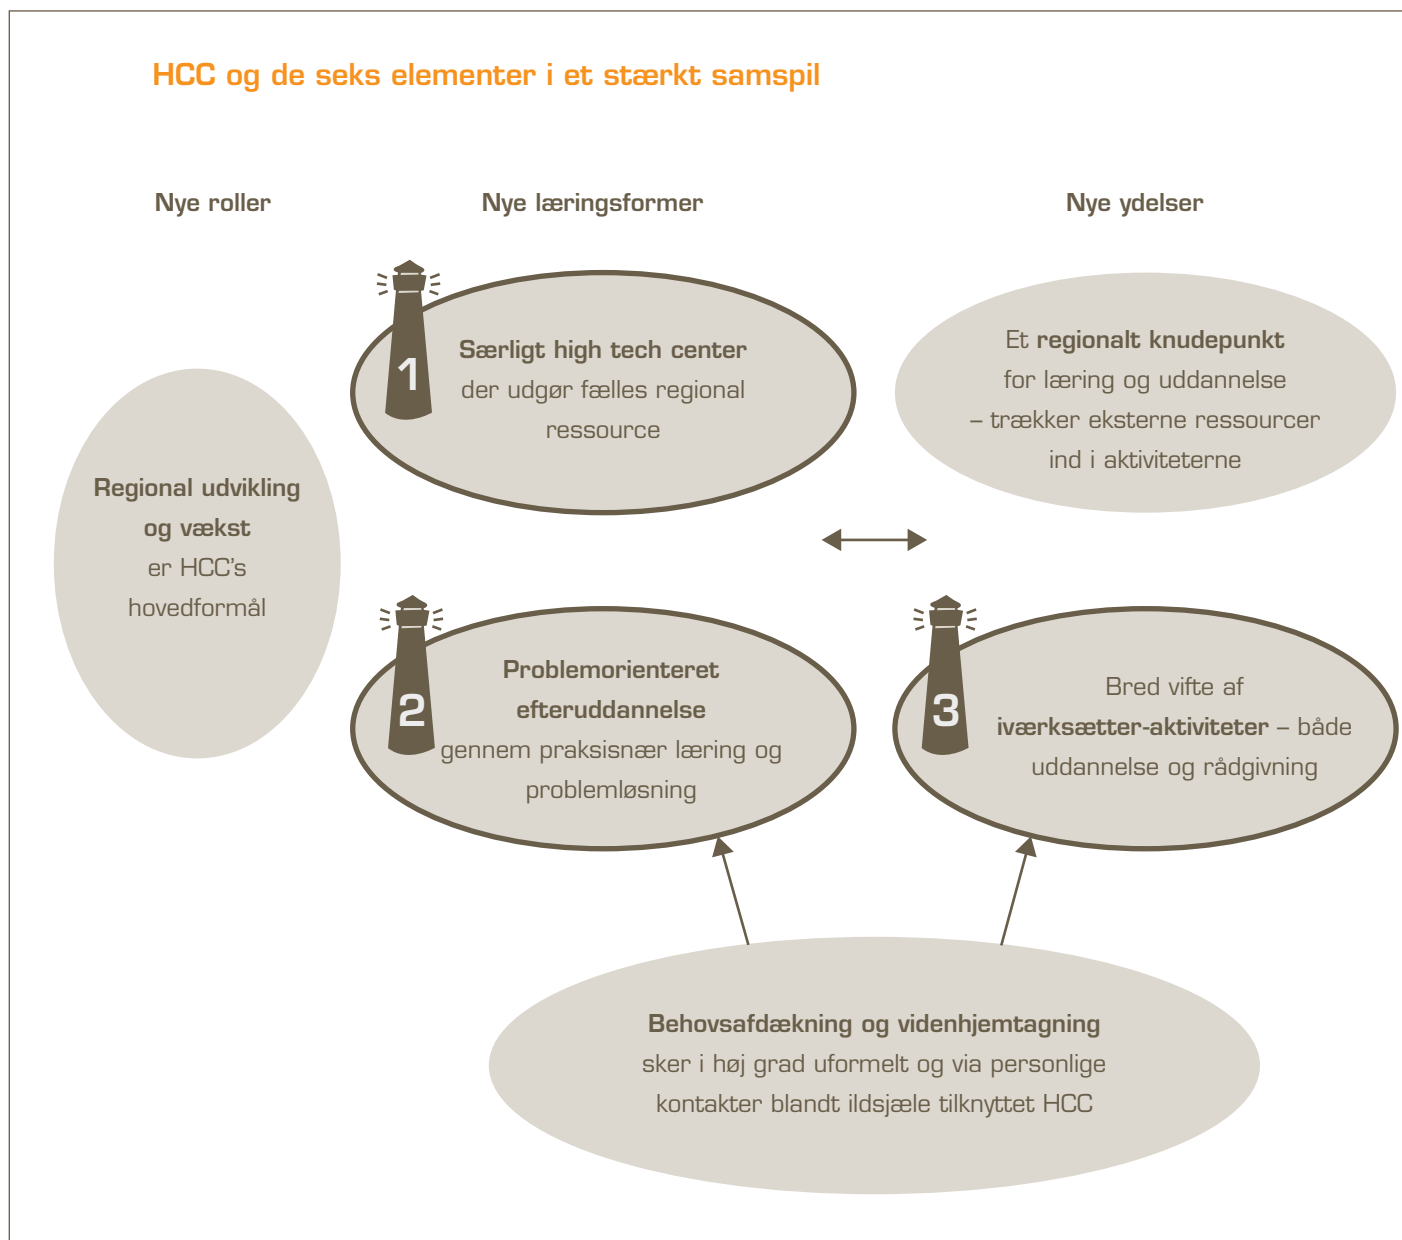 HCC og de seks elementer i et stærkt samspil
Nye roller
Nye læringsformer
Nye ydelser
Regional udvikling
og vækst
er HCC's
hovedformål
1
Særligt high tech center
der udgør fælles regional
ressource
Et regionalt knudepunkt
for læring og uddannelse
– trækker eksterne ressourcer
ind i aktiviteterne
2
Problemorienteret
efteruddannelse
gennem praksisnær læring og
problemløsning
3
Bred vifte af
iværksætter-aktiviteter – både
uddannelse og rådgivning
Behovsafdækning og videnhjemtagning
sker i høj grad uformelt og via personlige
kontakter blandt ildsjæle tilknyttet HCC